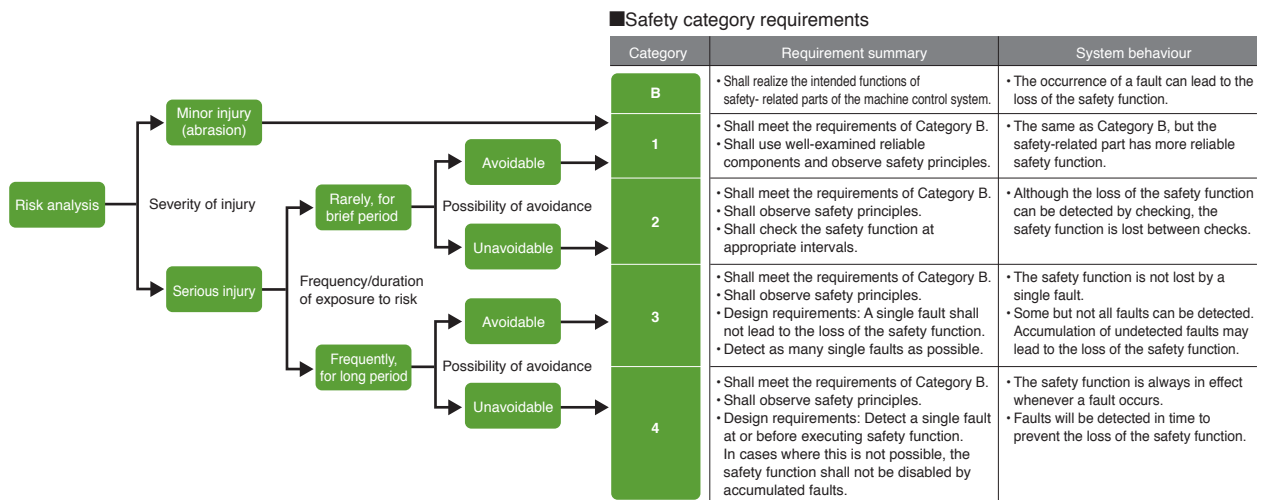 ■Safety category requirements
Category
Requirement summary
System behaviour
Risk analysis
Severity of injury
Minor injury
(abrasion)
Serious injury
Frequency/duration
of exposure to risk
Rarely, for
brief period
Possibility of avoidance
Avoidable
Unavoidable
Frequently,
for long period
Possibility of avoidance
Avoidable
Unavoidable
B
• Shall realize the intended functions of
safety- related parts of the machine control system.
• The occurrence of a fault can lead to the
loss of the safety function.
1
• Shall meet the requirements of Category B.
• Shall use well-examined reliable
components and observe safety principles.
• The same as Category B, but the
safety-related part has more reliable
safety function.
2
• Shall meet the requirements of Category B.
• Shall observe safety principles.
• Shall check the safety function at
appropriate intervals.
• Although the loss of the safety function
can be detected by checking, the
safety function is lost between checks.
3
• Shall meet the requirements of Category B.
• Shall observe safety principles.
• Design requirements: A single fault shall
not lead to the loss of the safety function.
• Detect as many single faults as possible.
• The safety function is not lost by a
single fault.
• Some but not all faults can be detected.
Accumulation of undetected faults may
lead to the loss of the safety function.
4
• Shall meet the requirements of Category B.
• Shall observe safety principles.
• Design requirements: Detect a single fault
at or before executing safety function.
In cases where this is not possible, the
safety function shall not be disabled by
accumulated faults.
• The safety function is always in effect
whenever a fault occurs.
• Faults will be detected in time to
prevent the loss of the safety function.